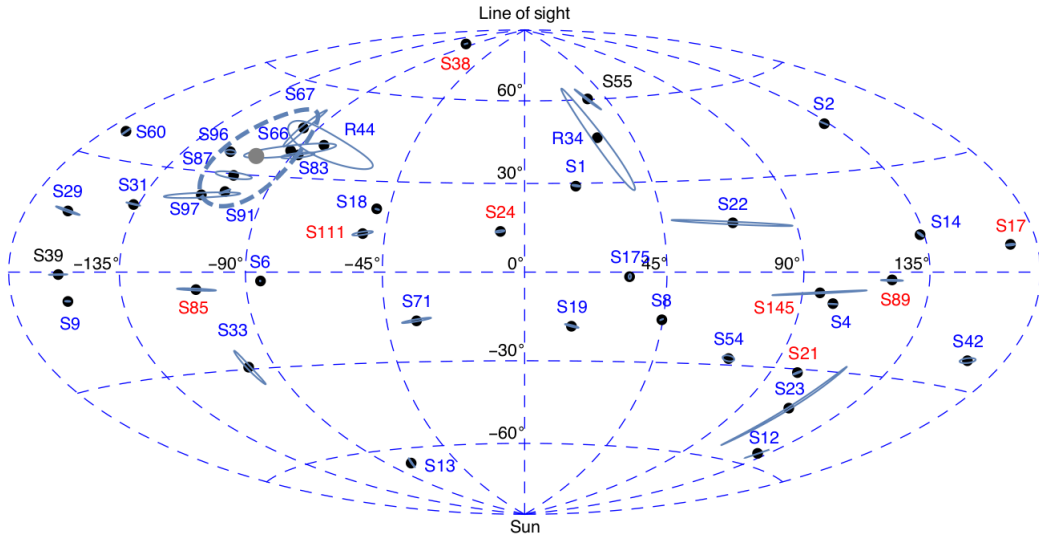 Line of sight
S38
60°
S67
S55
S2
S60
S96
S66
R44
R34
S87
S83
30°
S1
S29
S31
S97
S91
S18
S22
S24
S111
S14
S17
S39
−135°
−90°
S6
−45°
0°
S175
45°
90°
135°
S9
S85
S71
S19
S8
S145
S4
S89
S33
−30°
S54
S21
S42
S23
−60°
S12
S13
Sun